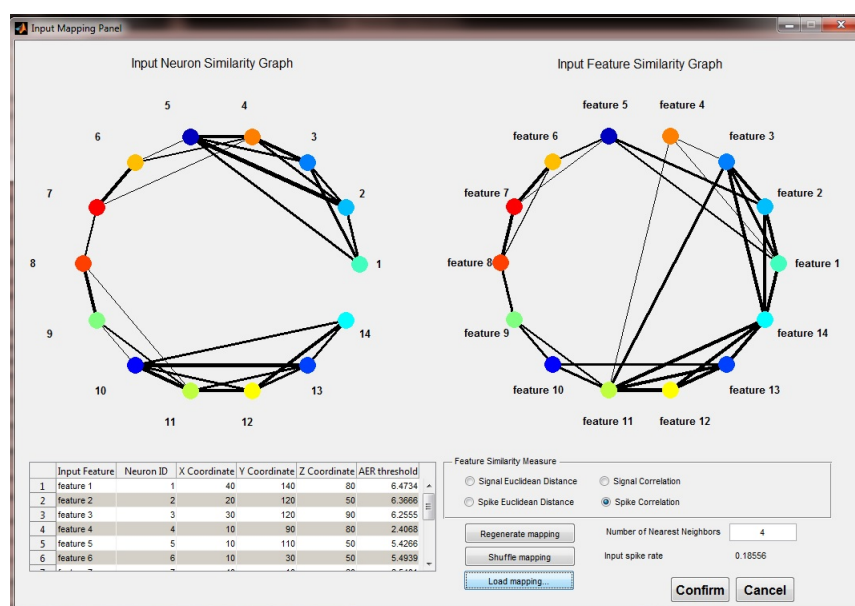 Input Mapping Panel
Input Neuron Similarity Graph
Input Feature Similarity Graph
5
4
6
3
7
2
8
1
9
14
10
13
11
12
feature 5
feature 4
feature 6
feature 3
feature 7
feature 2
feature 8
feature 1
feature 9
feature 14
feature 10
feature 13
feature 11
feature 12
Input Feature Neuron ID X Coordinate Y Coordinate Z Coordinate AER threshold
1 feature 1 1 40 140 80 6.4734
2 feature 2 2 20 120 50 6.3666
3 feature 3 3 30 120 90 6.2555
4 feature 4 4 10 90 80 2.4068
5 feature 5 5 10 110 50 5.4266
6 feature 6 6 10 30 50 5.4939
Feature Similarity Measure
Signal Euclidean Distance
Signal Correlation
Spike Euclidean Distance
Spike Correlation
Regenerate mapping
Number of Nearest Neighbors 4
Shuffle mapping
Input spike rate 0.18556
Load mapping...
Confirm
Cancel